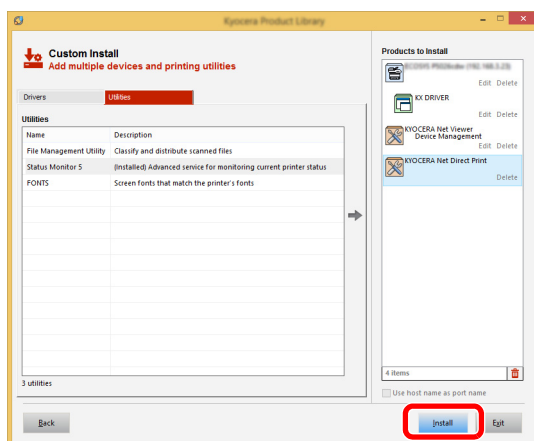 Kyocera Product Library
Custom Install
Add multiple devices and printing utilities
Drivers
Utilities
Utilities
Name
Description
File Management Utility
Classify and distribute scanned files
Status Monitor 5
(Installed) Advanced service for monitoring current printer status
FONTS
Screen fonts that match the printer's fonts
3 utilities
Products to Install
Edit Delete
KX DRIVER
Edit Delete
KYOCERA Net Viewer
Device Management
Edit Delete
KYOCERA Net Direct Print
Delete
4 items
Use host name as port name
Back
Install
Exit